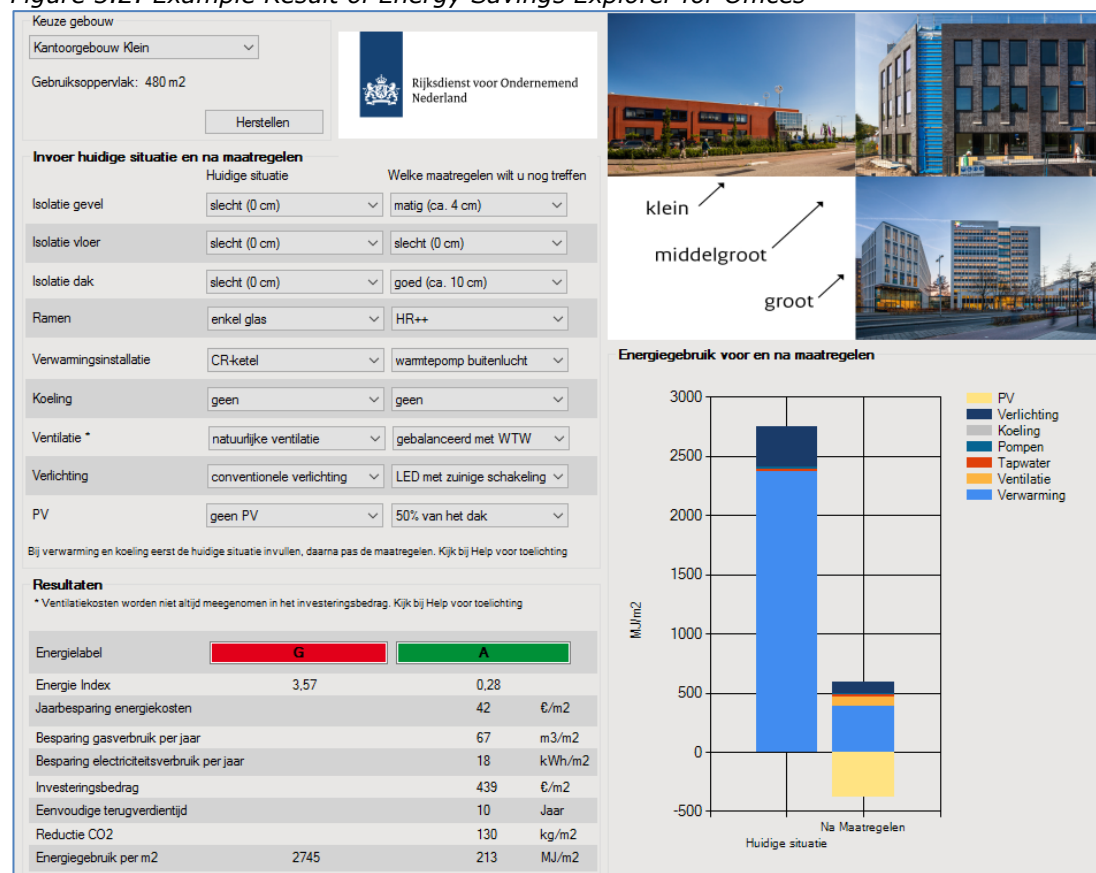 Figure 3.2: Example Result of Energy Savings Explorer for Offices
Keuze gebouw
Kantoorgebouw Klein
Gebruiksoppervlak: 480 m2
Herstellen
Rijksdienst voor Ondernemend
Nederland
Invoer huidige situatie en na maatregelen
Huidige situatie Welke maatregelen wilt u nog treffen
Isolatie gevel slecht (0 cm) matig (ca. 4 cm)
Isolatie vloer slecht (0 cm) slecht (0 cm)
Isolatie dak slecht (0 cm) goed (ca. 10 cm)
Ramen enkel glas HR++
Verwarmingsinstallatie CR-ketel warmtepomp buitenlucht
Koeling geen geen
Ventilatie * natuurlijke ventilatie gebalanceerd met WTW
Verlichting conventionele verlichting LED met zuinige schakeling
PV geen PV 50% van het dak
Bij verwarming en koeling eerst de huidige situatie invullen, daarna pas de maatregelen. Kijk bij Help voor toelichting
Resultaten
* Ventilatiekosten worden niet altijd meegenomen in het investeringsbedrag. Kijk bij Help voor toelichting
Energielabel G A
Energie Index 3,57 0,28
Jaarbesparing energiekosten 42 €/m2
Besparing gasverbruik per jaar 67 m3/m2
Besparing electriciteitsverbruik per jaar 18 kWh/m2
Investeringsbedrag 439 €/m2
Eenvoudige terugverdientijd 10 Jaar
Reductie CO2 130 kg/m2
Energiegebruik per m2 2745 213 MJ/m2
klein
middelgroot
groot
Energiegebruik voor en na maatregelen
3000
2500
2000
1500
1000
500
0
-500
MJ/m2
Na Maatregelen
Huidige situatie
PV
Verlichting
Koeling
Pompen
Tapwater
Ventilatie
Verwarming